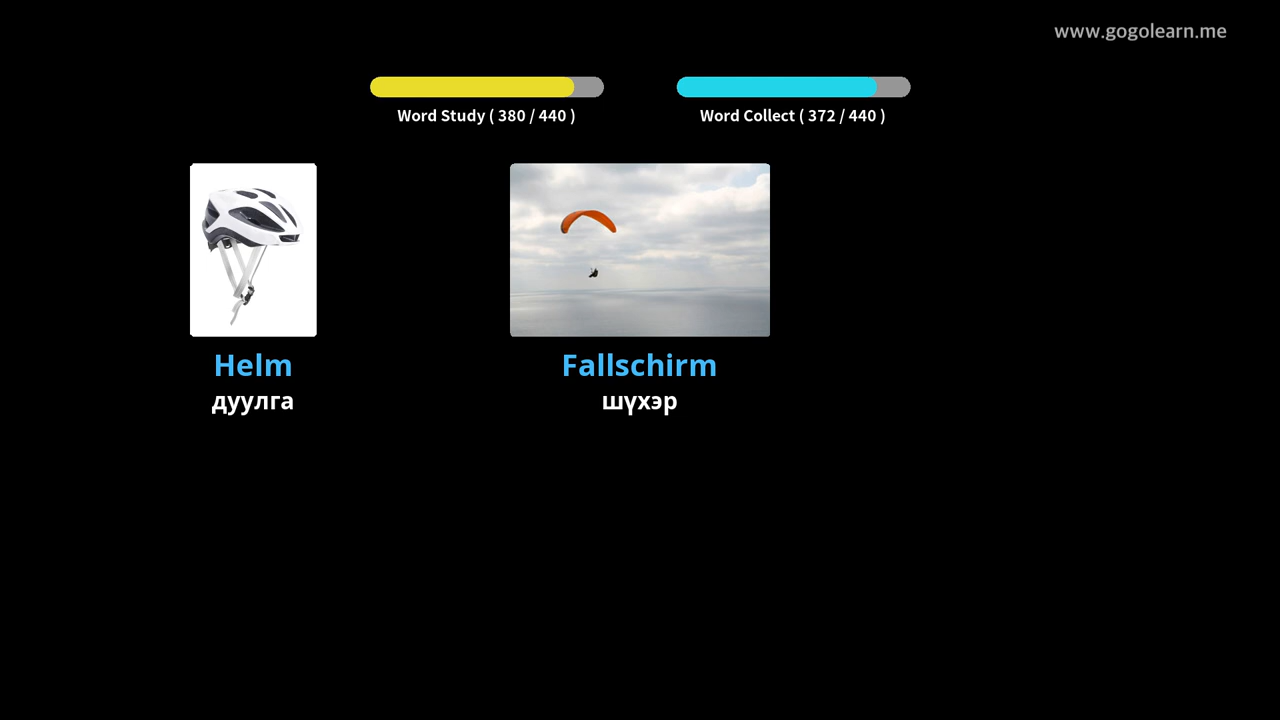 www.gogolearn.me
Word Study ( 380 / 440 )
Word Collect ( 372 / 440 )
Helm
дуулга
Fallschirm
шүхэр